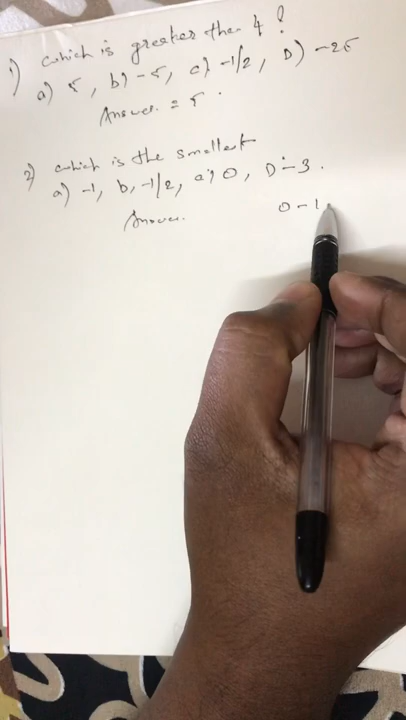 1) Which is greater the 4?
a) 5, b) -5, c) -1/2, D) -25
Answer. = 5.
2) which is the smallest
a) -1, b, -1/2, c) 0, D -3.
Answer.
0 - 1